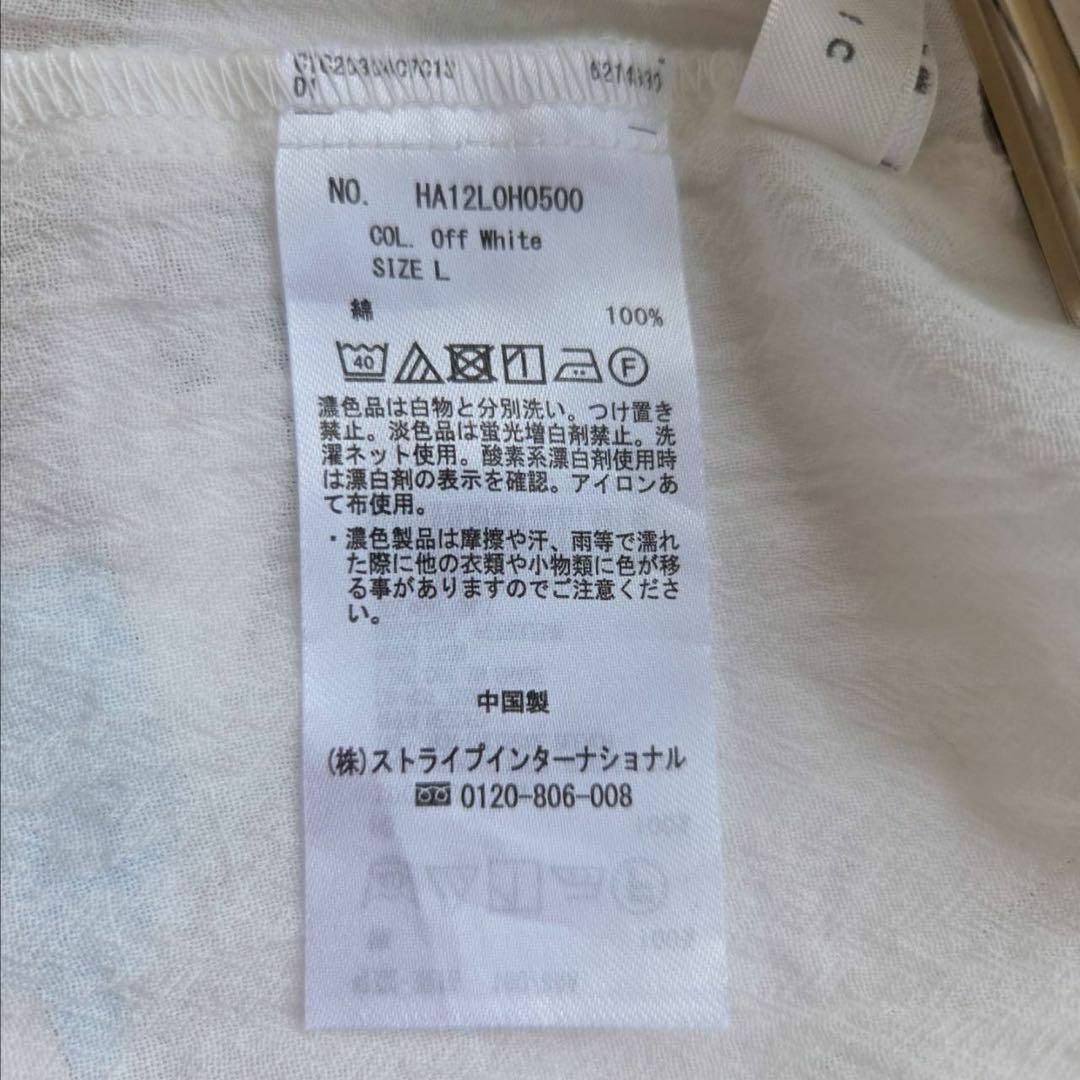 NO. HA12L0H0500
COL. Off White
SIZE L
綿 100%
40
F
濃色品は白物と分別洗い。つけ置き
禁止。淡色品は蛍光増白剤禁止。洗
濯ネット使用。酸素系漂白剤使用時
は漂白剤の表示を確認。アイロンあ
て布使用。
・濃色製品は摩擦や汗、雨等で濡れ
た際に他の衣類や小物類に色が移
る事がありますのでご注意くださ
い。
中国製
(株)ストライプインターナショナル
0120-806-008